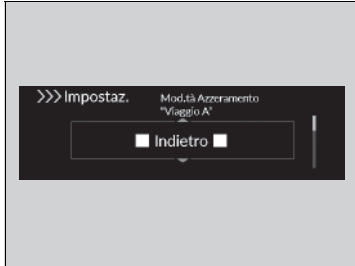 >>> Impostaz.
Mod.tà Azzeramento
"Viaggio A"
Indietro